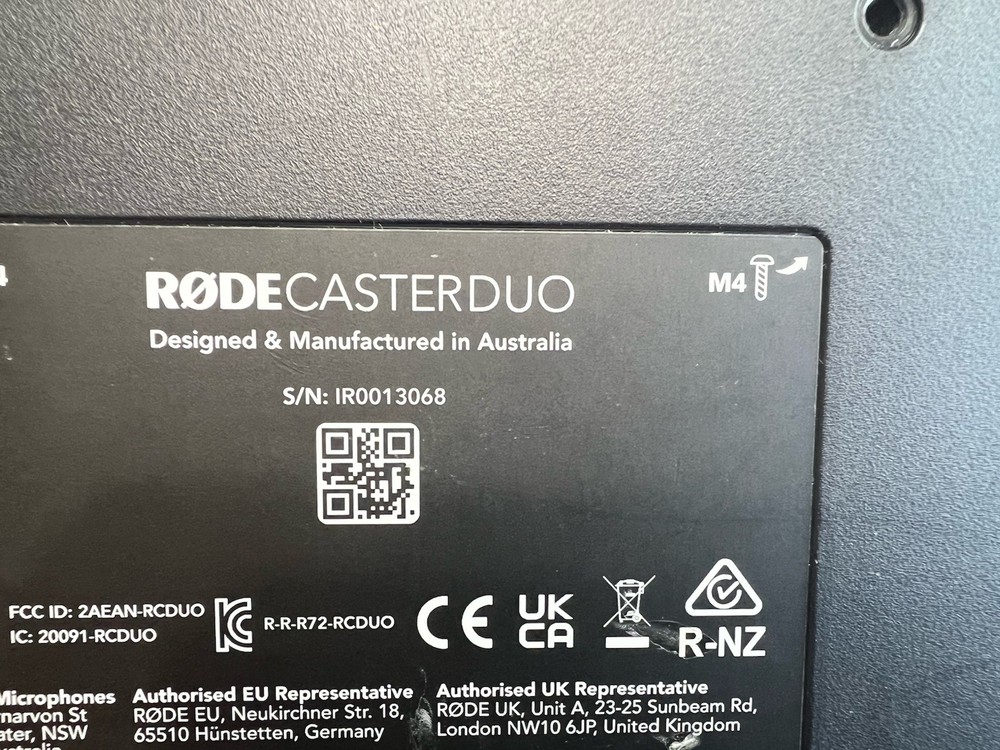 M4
RØDECASTERDUO
Designed & Manufactured in Australia
S/N: IR0013068
FCC ID: 2AEAN-RCDUO
IC: 20091-RCDUO
R-R-R72-RCDUO
CE
UK
CA
R-NZ
Microphones
St
NSW
Authorised EU Representative
RØDE EU, Neukirchner Str. 18,
65510 Hünstetten, Germany
Authorised UK Representative
RØDE UK, Unit A, 23-25 Sunbeam Rd,
London NW10 6JP, United Kingdom